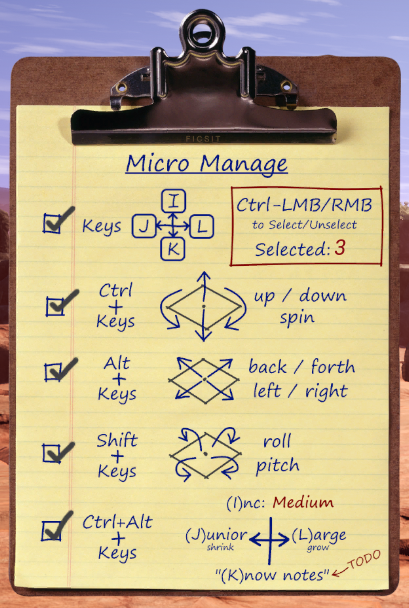 FICSIT
Micro Manage
Ctrl-LMB/RMB
to Select/Unselect
Selected: 3
Keys
I
J L
K
Ctrl
+
Keys
up / down
spin
Alt
+
Keys
back / forth
left / right
Shift
+
Keys
roll
pitch
Ctrl+Alt
+
Keys
(I)nc: Medium
(J)unior
shrink
(L)arge
grow
"(K)now notes"
TODO